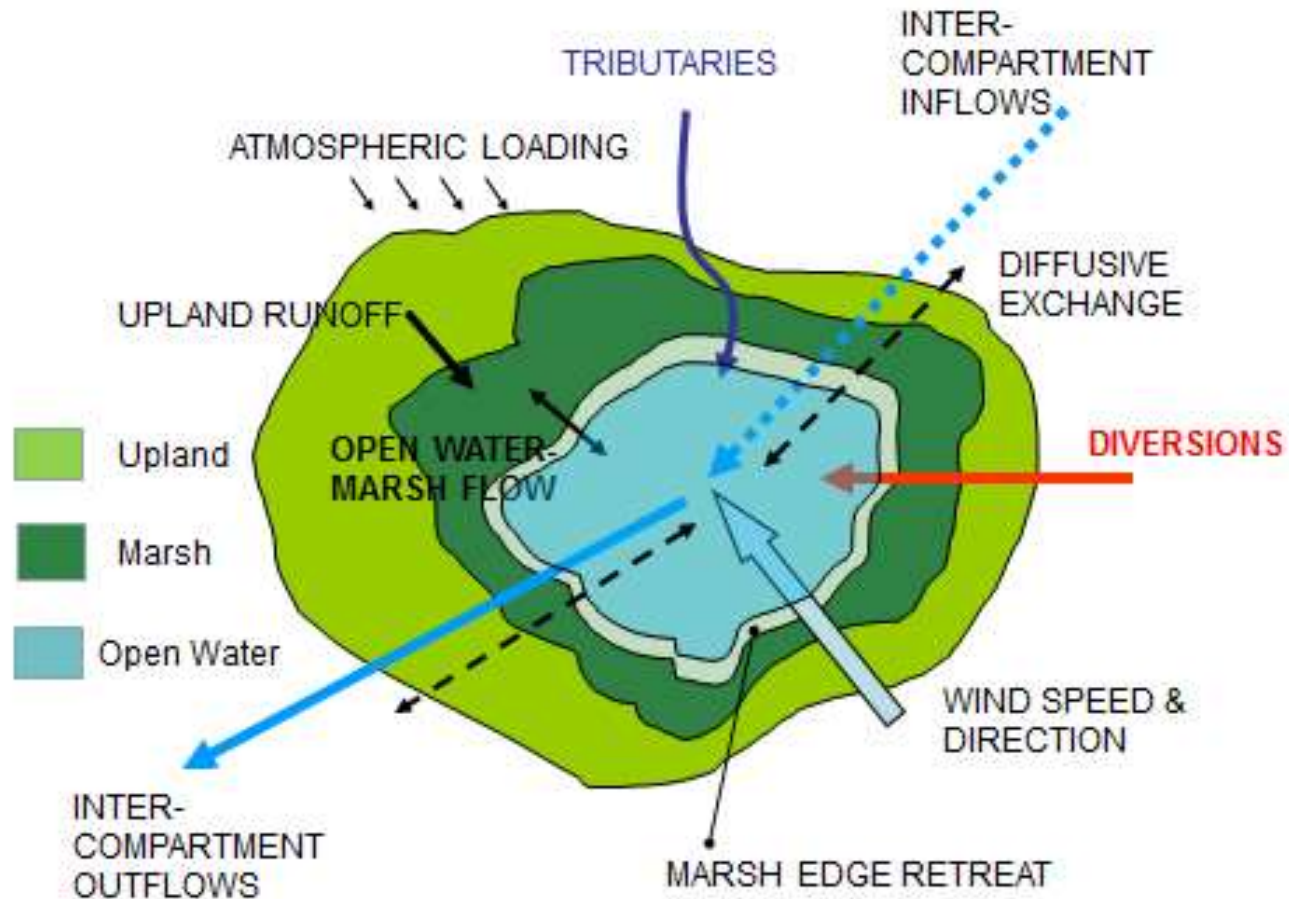 INTER-
COMPARTMENT
INFLOWS
TRIBUTARIES
ATMOSPHERIC LOADING
DIFFUSIVE
EXCHANGE
UPLAND RUNOFF
DIVERSIONS
OPEN WATER-
MARSH FLOW
Upland
Marsh
Open Water
WIND SPEED &
DIRECTION
INTER-
COMPARTMENT
OUTFLOWS
MARSH EDGE RETREAT